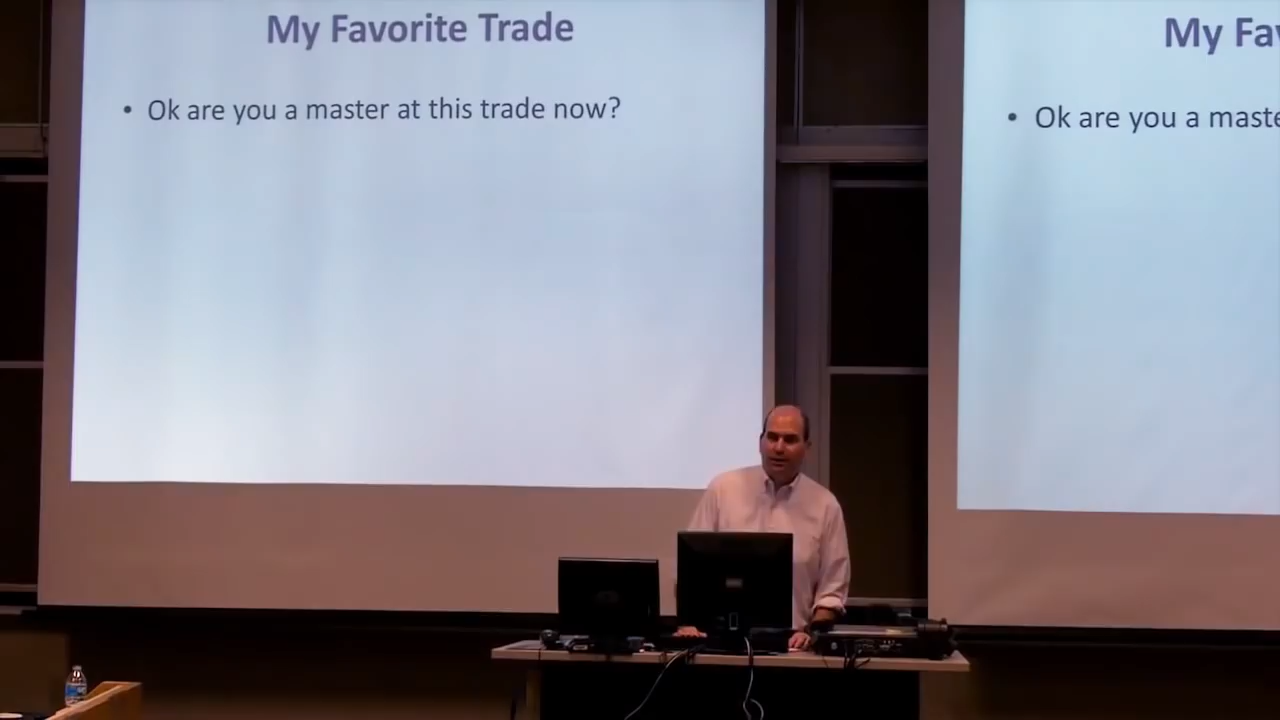 My Favorite Trade
• Ok are you a master at this trade now?
My Fav
• Ok are you a maste